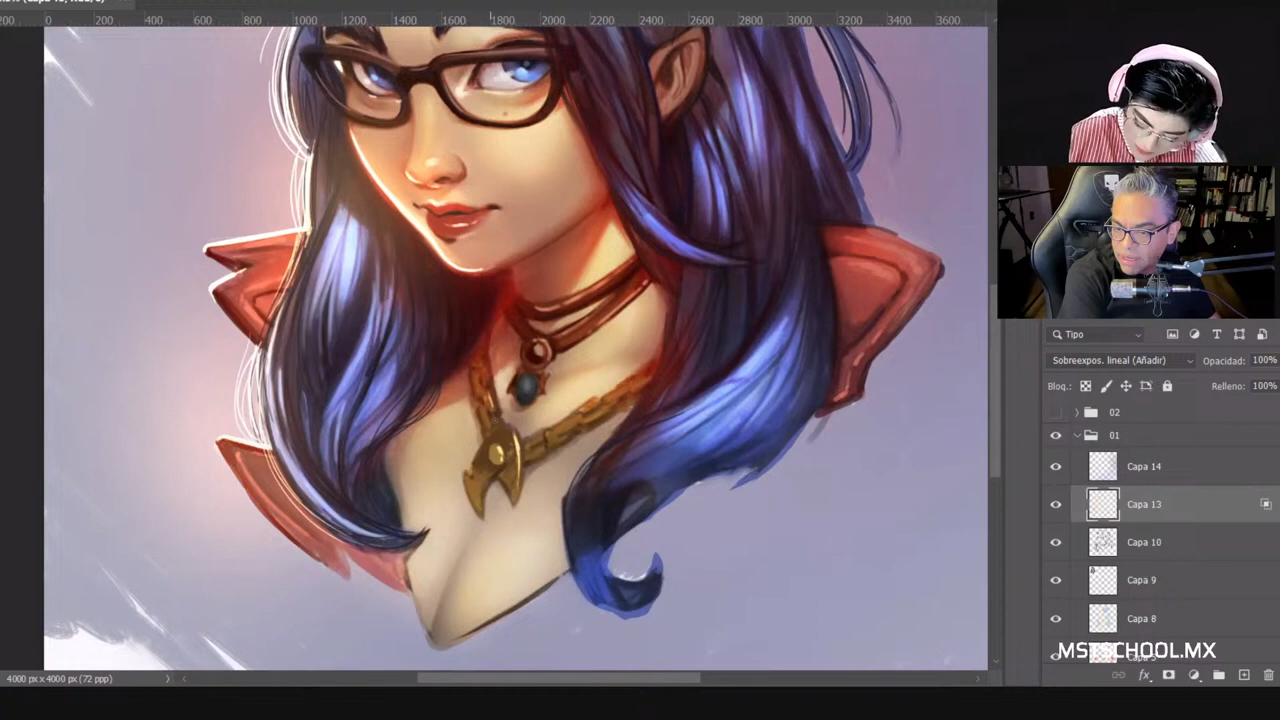 200 0 200 400 600 800 1000 1200 1400 1600 1800 2000 2200 2400 2600 2800 3000 3200 3400 3600
Tipo
Sobreexpos. lineal (Añadir) Opacidad: 100%
Bloq.: Relleno: 100%
02
01
Capa 14
Capa 13
Capa 10
Capa 9
Capa 8
MSTSCHOOL.MX
4000 px x 4000 px (72 ppp)
fx